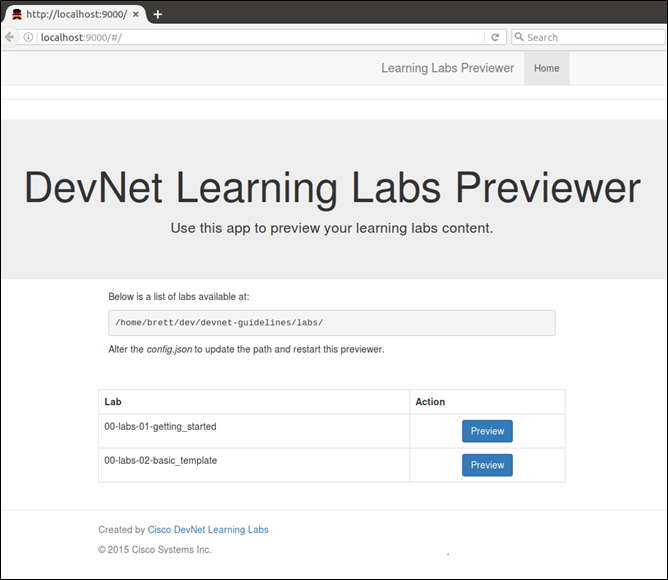 http://localhost:9000/
localhost:9000/#/
Search
Learning Labs Previewer Home
DevNet Learning Labs Previewer
Use this app to preview your learning labs content.
Below is a list of labs available at:
/home/brett/dev/devnet-guidelines/labs/
Alter the config.json to update the path and restart this previewer.
Lab Action
00-labs-01-getting_started Preview
00-labs-02-basic_template Preview
Created by Cisco DevNet Learning Labs
© 2015 Cisco Systems Inc.